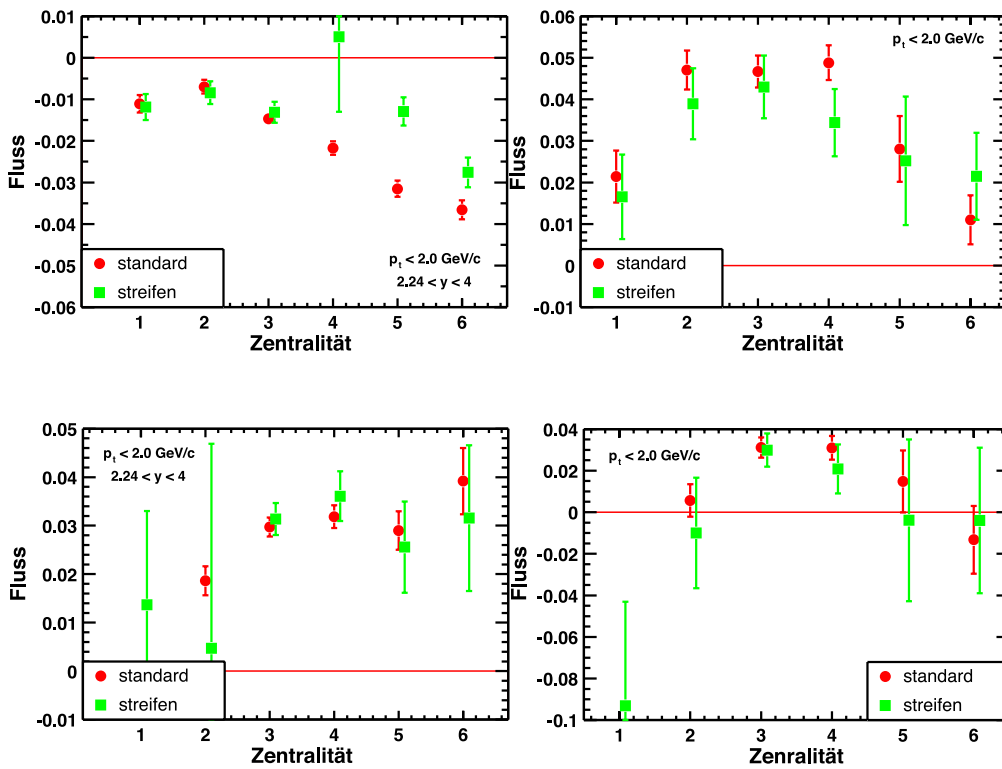 0.01
0
-0.01
-0.02
-0.03
-0.04
-0.05
-0.06
Fluss
standard
streifen
p_t < 2.0 GeV/c
2.24 < y < 4
1 2 3 4 5 6
Zentralität
0.06
0.05
0.04
0.03
0.02
0.01
0
-0.01
Fluss
p_t < 2.0 GeV/c
standard
streifen
1 2 3 4 5 6
Zentralität
0.05
0.04
0.03
0.02
0.01
0
-0.01
Fluss
p_t < 2.0 GeV/c
2.24 < y < 4
standard
streifen
1 2 3 4 5 6
Zentralität
0.04
0.02
0
-0.02
-0.04
-0.06
-0.08
-0.1
Fluss
p_t < 2.0 GeV/c
standard
streifen
1 2 3 4 5 6
Zenralität